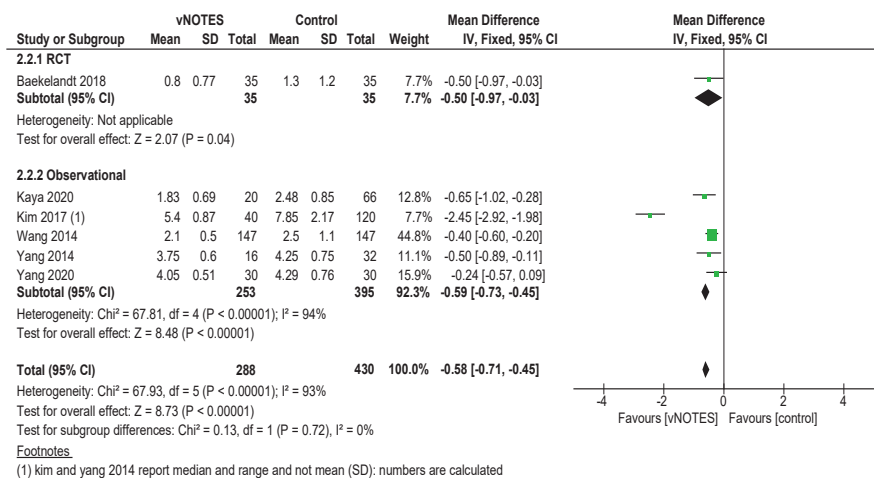 vNOTES Control Mean Difference Mean Difference
Study or Subgroup Mean SD Total Mean SD Total Weight IV, Fixed, 95% CI IV, Fixed, 95% CI
2.2.1 RCT
Baekelandt 2018 0.8 0.77 35 1.3 1.2 35 7.7% -0.50 [-0.97, -0.03]
Subtotal (95% CI) 35 35 7.7% -0.50 [-0.97, -0.03]
Heterogeneity: Not applicable
Test for overall effect: Z = 2.07 (P = 0.04)
2.2.2 Observational
Kaya 2020 1.83 0.69 20 2.48 0.85 66 12.8% -0.65 [-1.02, -0.28]
Kim 2017 (1) 5.4 0.87 40 7.85 2.17 120 7.7% -2.45 [-2.92, -1.98]
Wang 2014 2.1 0.5 147 2.5 1.1 147 44.8% -0.40 [-0.60, -0.20]
Yang 2014 3.75 0.6 16 4.25 0.75 32 11.1% -0.50 [-0.89, -0.11]
Yang 2020 4.05 0.51 30 4.29 0.76 30 15.9% -0.24 [-0.57, 0.09]
Subtotal (95% CI) 253 395 92.3% -0.59 [-0.73, -0.45]
Heterogeneity: Chi² = 67.81, df = 4 (P < 0.00001); I² = 94%
Test for overall effect: Z = 8.48 (P < 0.00001)
Total (95% CI) 288 430 100.0% -0.58 [-0.71, -0.45]
Heterogeneity: Chi² = 67.93, df = 5 (P < 0.00001); I² = 93%
-4 -2 0 2 4
Test for overall effect: Z = 8.73 (P < 0.00001)
Favours [vNOTES] Favours [control]
Test for subgroup differences: Chi² = 0.13, df = 1 (P = 0.72), I² = 0%
Footnotes
(1) kim and yang 2014 report median and range and not mean (SD): numbers are calculated